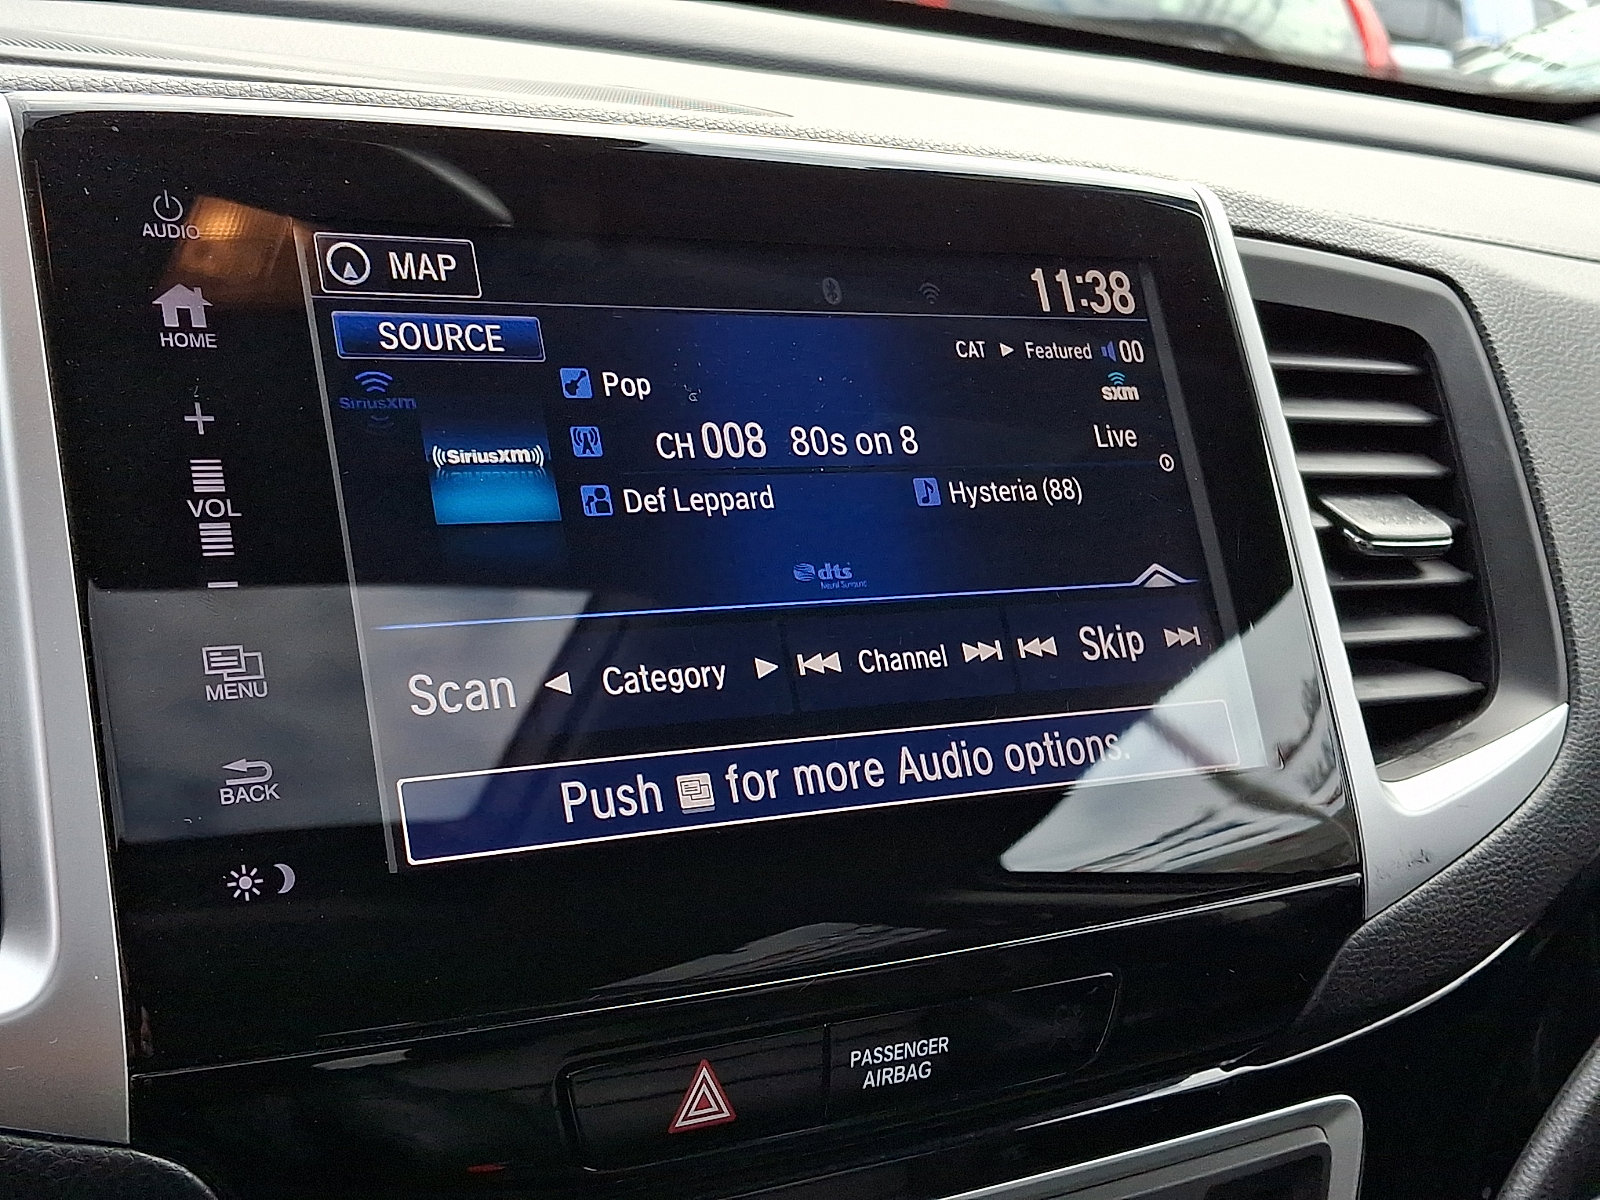 AUDIO
HOME
+
VOL
−
MENU
BACK
MAP
11:38
SOURCE
CAT ▶ Featured 00
SiriusXM
Pop
sxm
((SiriusXM))
CH 008 80s on 8
Live
Def Leppard
Hysteria (88)
dts
Neural Surround
Scan ◀ Category ▶ Channel Skip
Push for more Audio options.
PASSENGER
AIRBAG